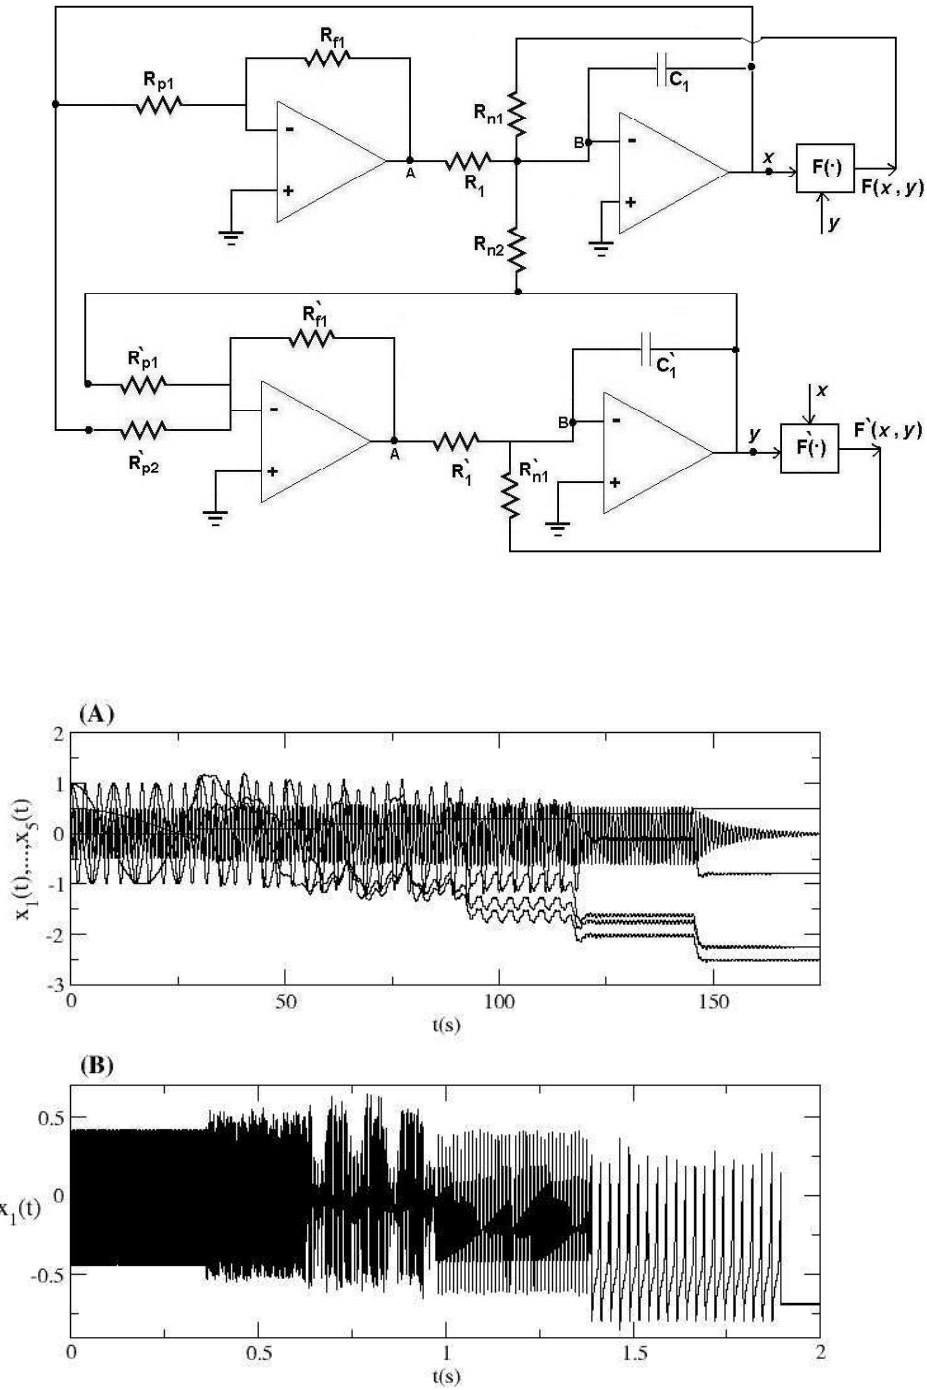 R_f1
R_p1
R_n1
C_1
-
+
A
R_1
B
-
+
x
F(·)
F(x , y)
y
R_n2
R`_f1
R`_p1
R`_p2
-
+
A
R`_1
R`_n1
C`_1
B
-
+
x
y
F`(·)
F`(x , y)
(A)
x_1(t),...,x_5(t)
2
1
0
-1
-2
-3
0 50 100 150
t(s)
(B)
x_1(t)
0.5
0
-0.5
0 0.5 1 1.5 2
t(s)